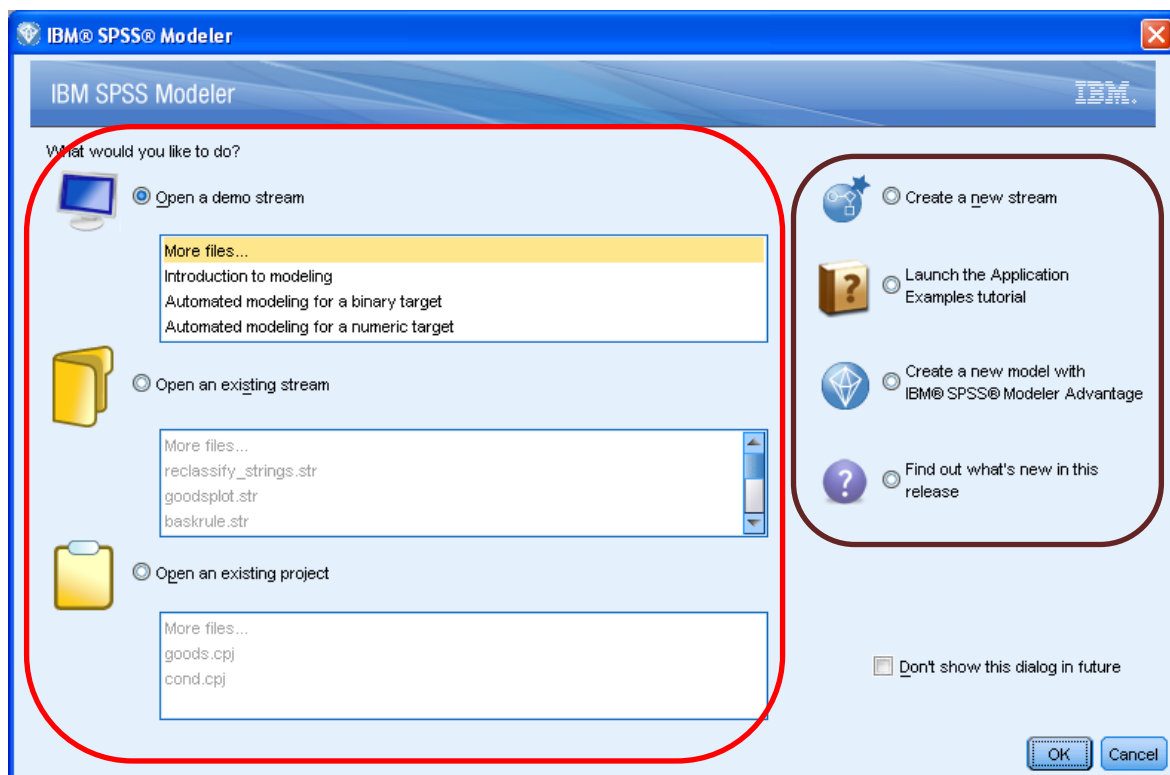 IBM® SPSS® Modeler
IBM SPSS Modeler
IBM.
What would you like to do?
Open a demo stream
More files...
Introduction to modeling
Automated modeling for a binary target
Automated modeling for a numeric target
Open an existing stream
More files...
reclassify_strings.str
goodsplot.str
baskrule.str
Open an existing project
More files...
goods.cpj
cond.cpj
Create a new stream
Launch the Application
Examples tutorial
Create a new model with
IBM® SPSS® Modeler Advantage
Find out what's new in this
release
Don't show this dialog in future
OK
Cancel